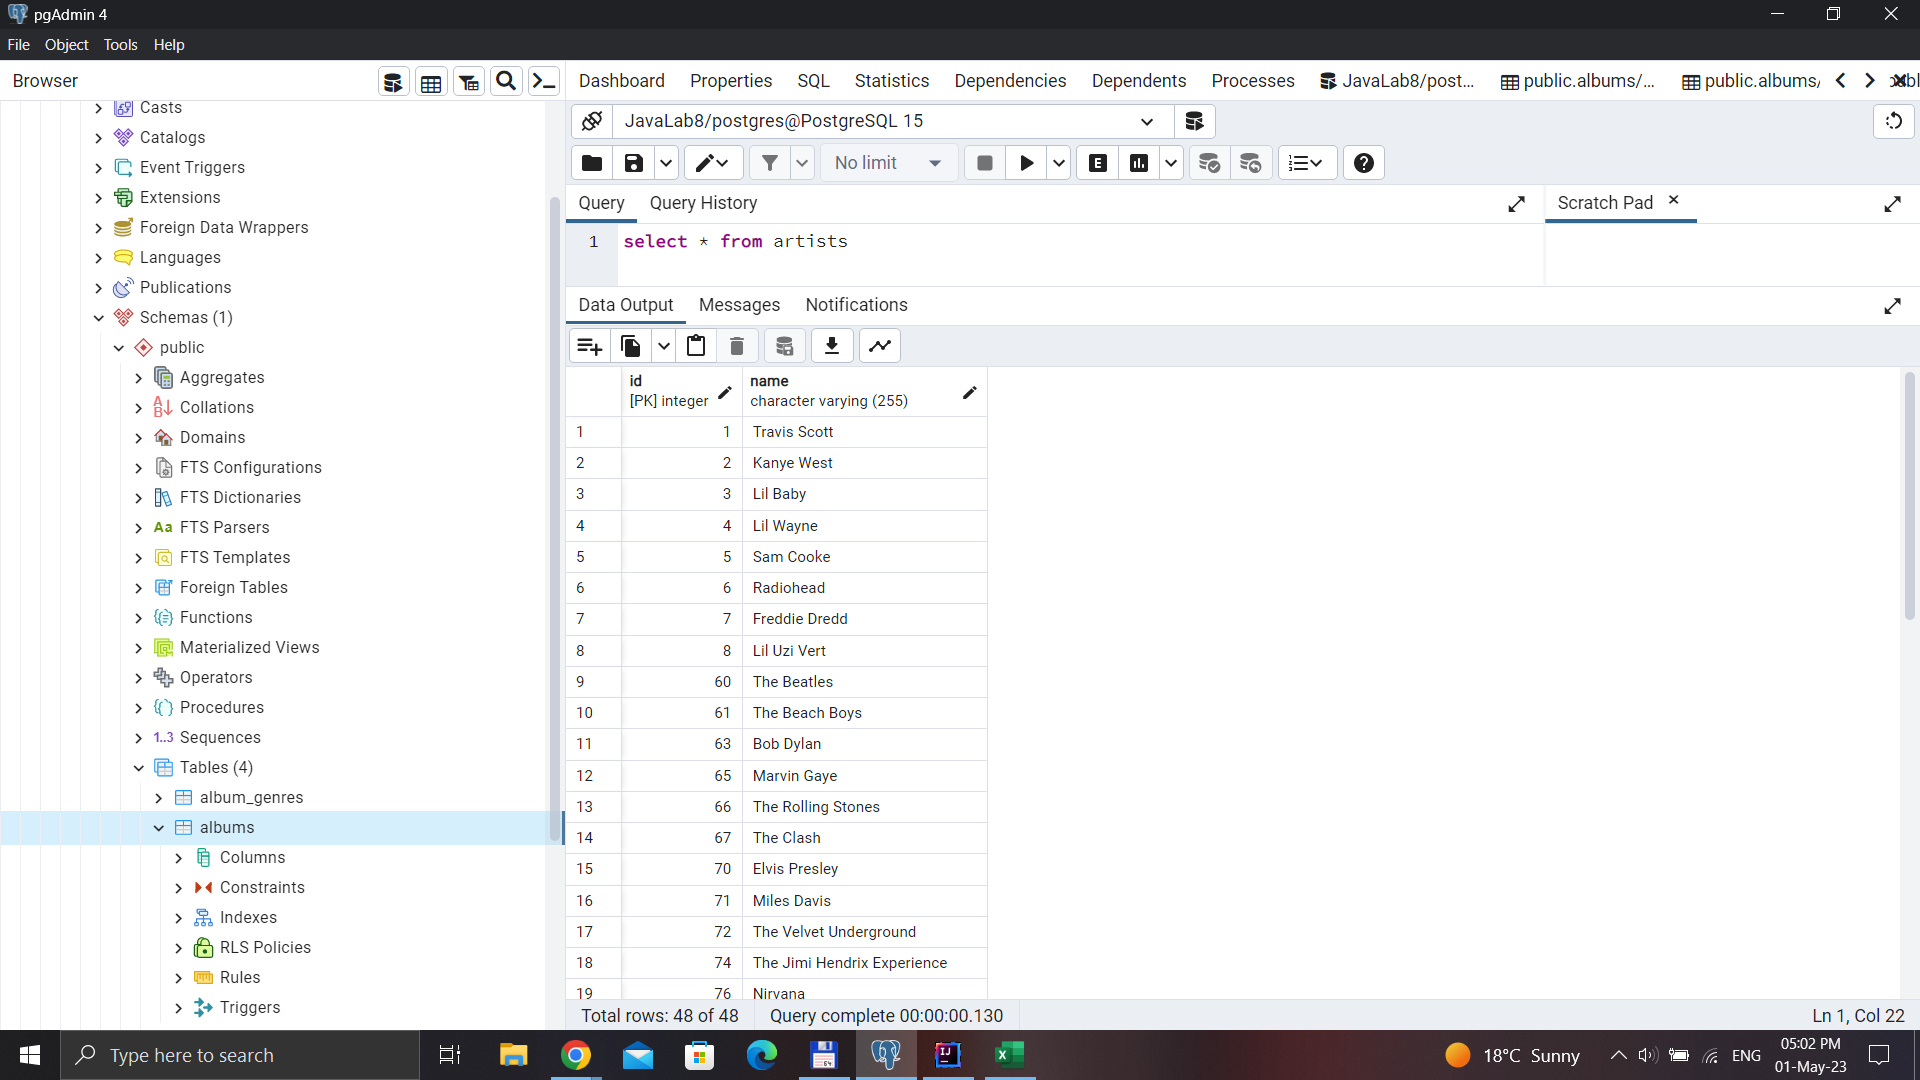 pgAdmin 4
File Object Tools Help
Browser
Dashboard Properties SQL Statistics Dependencies Dependents Processes JavaLab8/post... public.albums/... public.albums/
JavaLab8/postgres@PostgreSQL 15
No limit
E
Query Query History
Scratch Pad
1 select * from artists
Data Output Messages Notifications
Casts
Catalogs
Event Triggers
Extensions
Foreign Data Wrappers
Languages
Publications
Schemas (1)
public
Aggregates
Collations
Domains
FTS Configurations
FTS Dictionaries
Aa FTS Parsers
FTS Templates
Foreign Tables
Functions
Materialized Views
Operators
Procedures
1..3 Sequences
Tables (4)
album_genres
albums
Columns
Constraints
Indexes
RLS Policies
Rules
Triggers
id name
[PK] integer character varying (255)
1 1 Travis Scott
2 2 Kanye West
3 3 Lil Baby
4 4 Lil Wayne
5 5 Sam Cooke
6 6 Radiohead
7 7 Freddie Dredd
8 8 Lil Uzi Vert
9 60 The Beatles
10 61 The Beach Boys
11 63 Bob Dylan
12 65 Marvin Gaye
13 66 The Rolling Stones
14 67 The Clash
15 70 Elvis Presley
16 71 Miles Davis
17 72 The Velvet Underground
18 74 The Jimi Hendrix Experience
19 76 Nirvana
Total rows: 48 of 48 Query complete 00:00:00.130 Ln 1, Col 22
Type here to search
18°C Sunny
ENG
05:02 PM
01-May-23